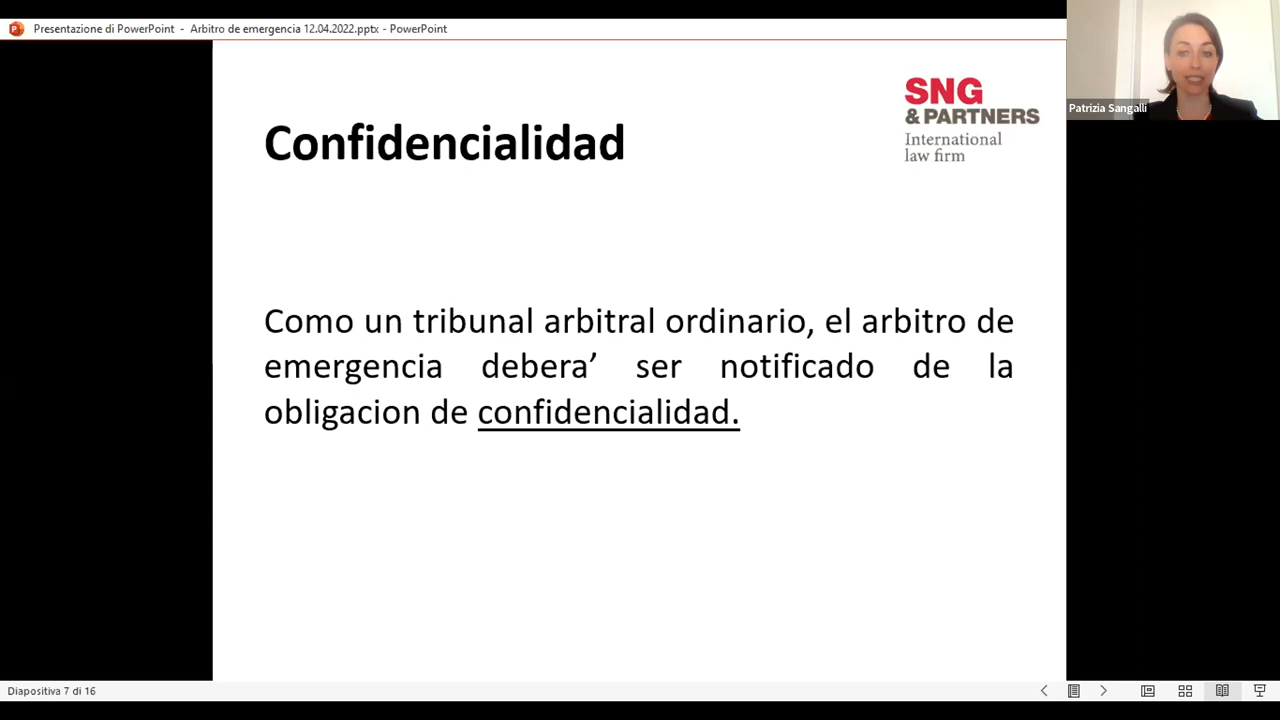 Presentazione di PowerPoint - Arbitro de emergencia 12.04.2022.pptx - PowerPoint
Patrizia Sangalli
SNG
& PARTNERS
International
law firm
Confidencialidad
Como un tribunal arbitral ordinario, el arbitro de
emergencia debera’ ser notificado de la
obligacion de confidencialidad.
Diapositiva 7 di 16